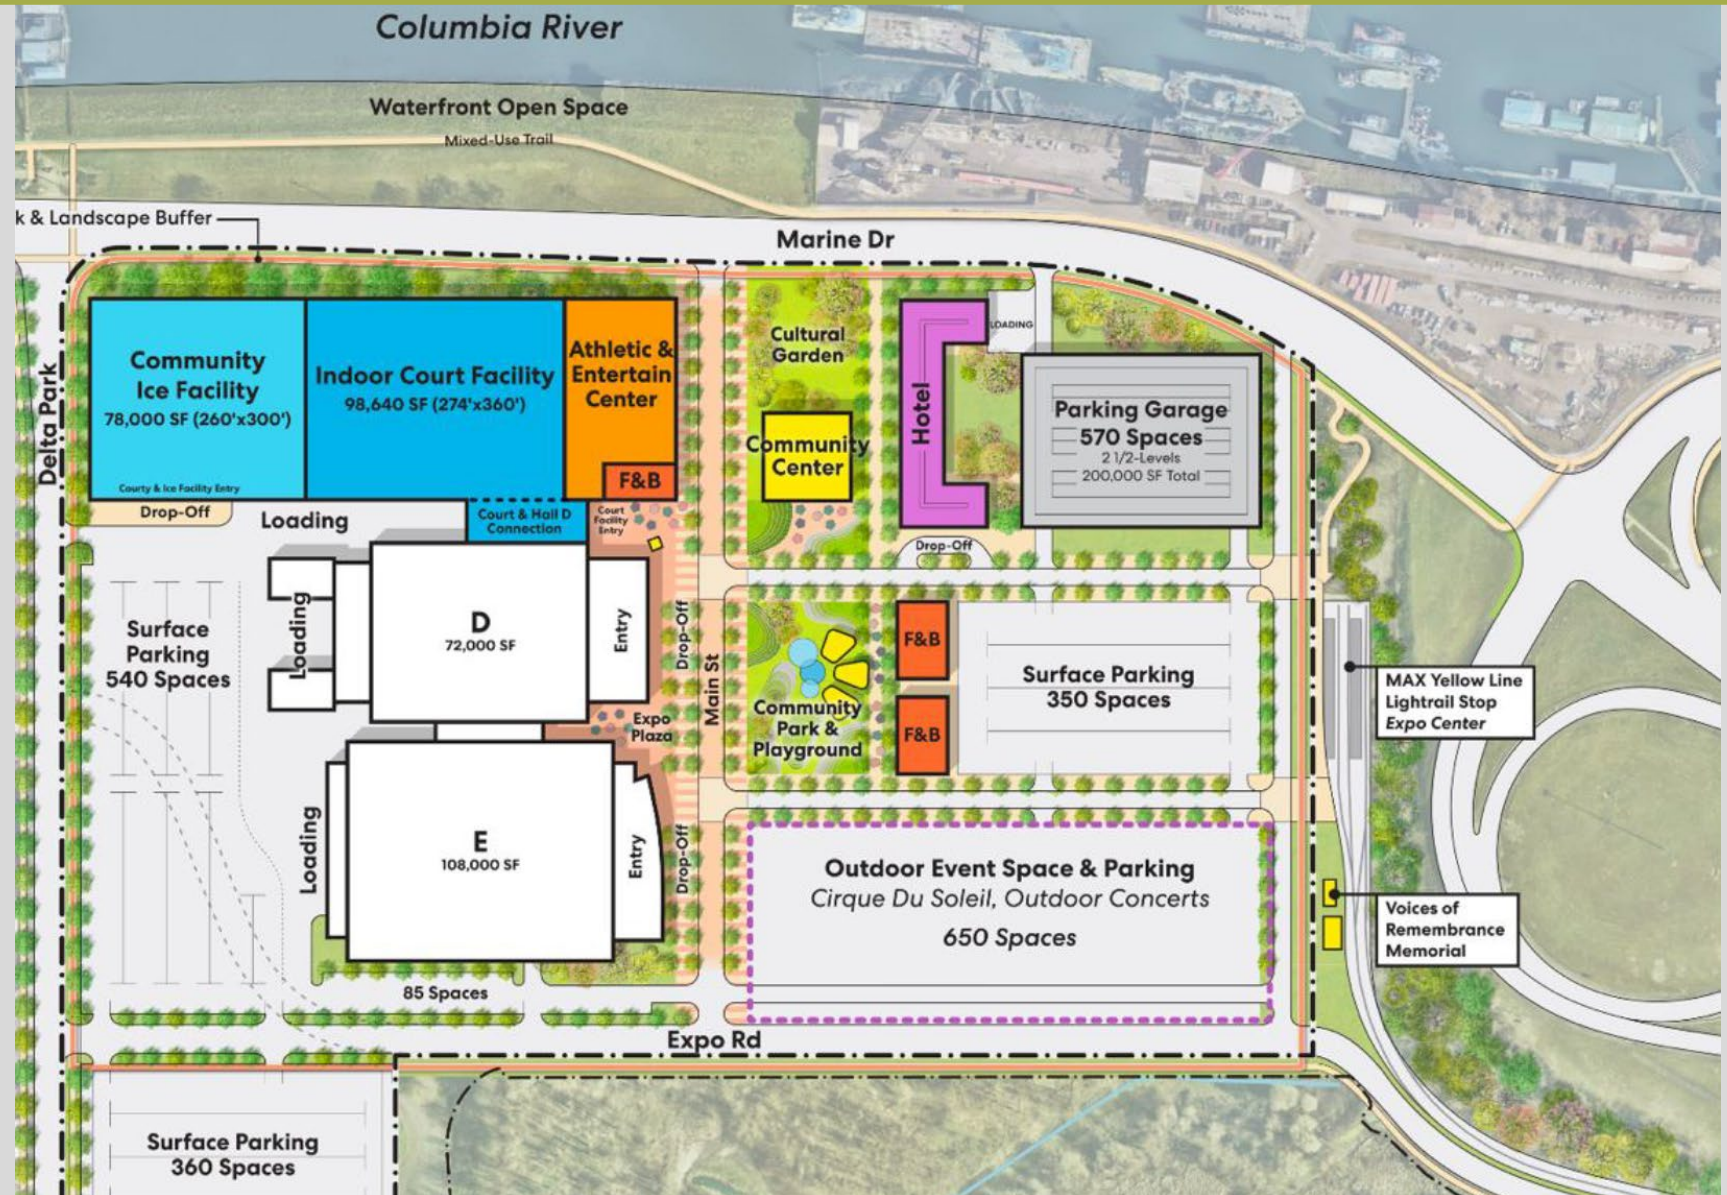 Columbia River
Waterfront Open Space
Mixed-Use Trail
k & Landscape Buffer
Marine Dr
Delta Park
Community
Ice Facility
78,000 SF (260'x300')
Courty & Ice Facility Entry
Indoor Court Facility
98,640 SF (274'x360')
Athletic &
Entertain
Center
F&B
Cultural
Garden
Community
Center
Hotel
LOADING
Parking Garage
570 Spaces
2 1/2-Levels
200,000 SF Total
Drop-Off
Loading
Court & Hall D
Connection
Court
Facility
Entry
Drop-Off
Surface
Parking
540 Spaces
Loading
D
72,000 SF
Entry
Drop-Off
Main St
Expo
Plaza
Community
Park &
Playground
F&B
F&B
Surface Parking
350 Spaces
MAX Yellow Line
Lightrail Stop
Expo Center
Loading
E
108,000 SF
Entry
Drop-Off
Outdoor Event Space & Parking
Cirque Du Soleil, Outdoor Concerts
650 Spaces
Voices of
Remembrance
Memorial
85 Spaces
Expo Rd
Surface Parking
360 Spaces